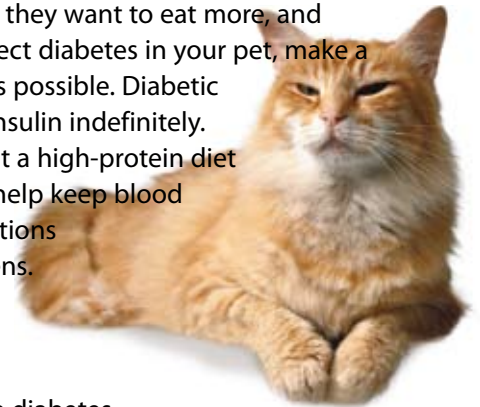 they want to eat more, and
ect diabetes in your pet, make a
s possible. Diabetic
nsulin indefinitely.
t a high-protein diet
help keep blood
tions
ns.
diabetes